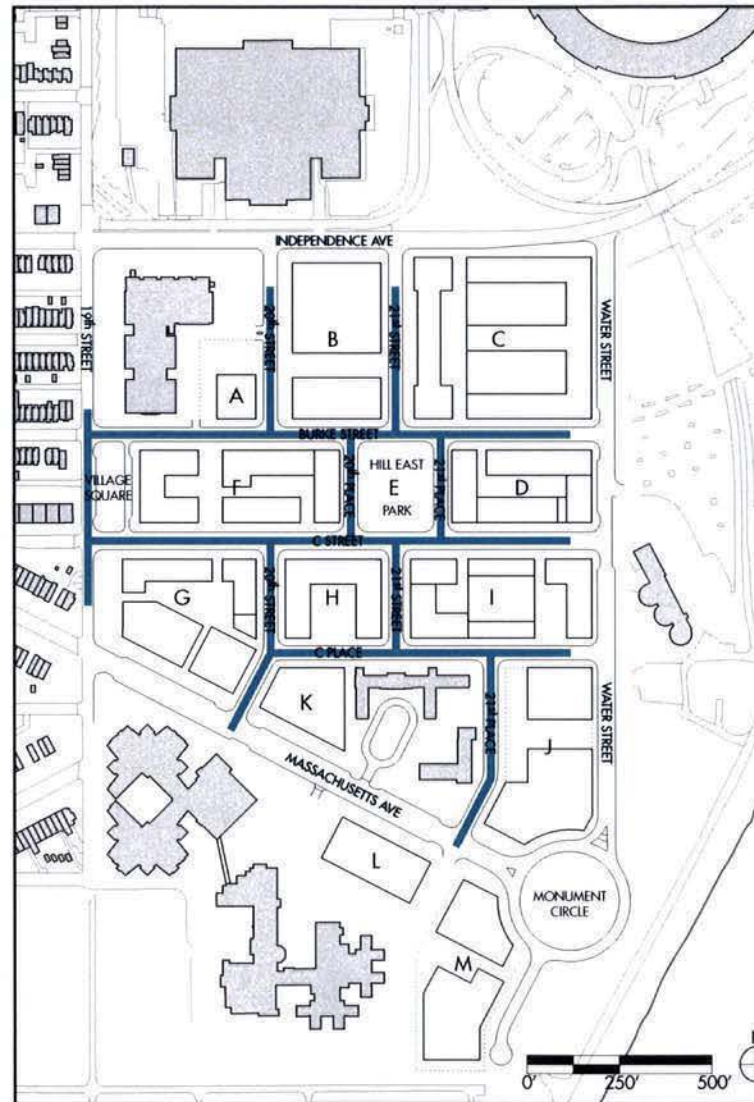 INDEPENDENCE AVE
19th STREET
20th STREET
B
21st STREET
C
WATER STREET
A
BURKE STREET
VILLAGE
SQUARE
F
20th PLACE
HILL EAST
E
PARK
21st PLACE
D
C STREET
G
20th STREET
H
21st STREET
I
C PLACE
K
21st PLACE
WATER STREET
J
MASSACHUSETTS AVE
L
MONUMENT
CIRCLE
M
0'
250'
500'